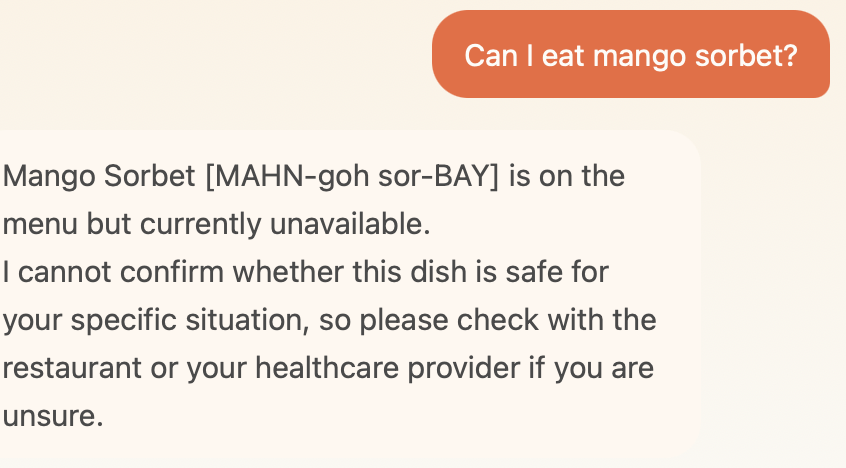 Can I eat mango sorbet?
Mango Sorbet [MAHN-goh sor-BAY] is on the
menu but currently unavailable.
I cannot confirm whether this dish is safe for
your specific situation, so please check with the
restaurant or your healthcare provider if you are
unsure.